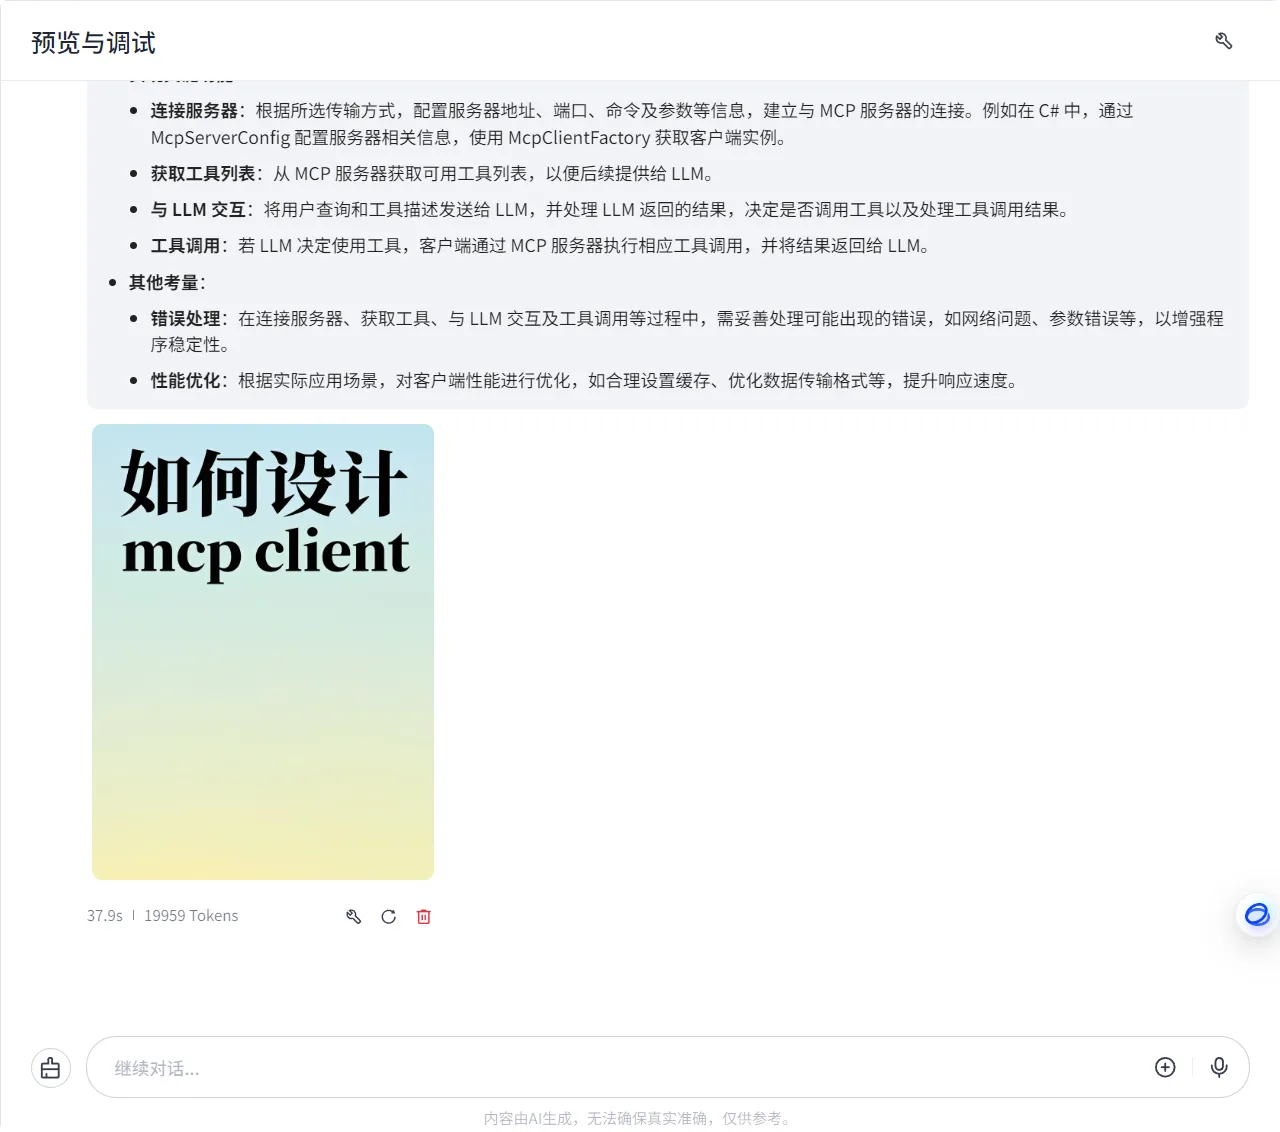 预览与调试
连接服务器：根据所选传输方式，配置服务器地址、端口、命令及参数等信息，建立与 MCP 服务器的连接。例如在 C# 中，通过
McpServerConfig 配置服务器相关信息，使用 McpClientFactory 获取客户端实例。
获取工具列表：从 MCP 服务器获取可用工具列表，以便后续提供给 LLM。
与 LLM 交互：将用户查询和工具描述发送给 LLM，并处理 LLM 返回的结果，决定是否调用工具以及处理工具调用结果。
工具调用：若 LLM 决定使用工具，客户端通过 MCP 服务器执行相应工具调用，并将结果返回给 LLM。
其他考量：
错误处理：在连接服务器、获取工具、与 LLM 交互及工具调用等过程中，需妥善处理可能出现的错误，如网络问题、参数错误等，以增强程
序稳定性。
性能优化：根据实际应用场景，对客户端性能进行优化，如合理设置缓存、优化数据传输格式等，提升响应速度。
如何设计
mcp client
37.9s | 19959 Tokens
继续对话...
内容由AI生成，无法确保真实准确，仅供参考。